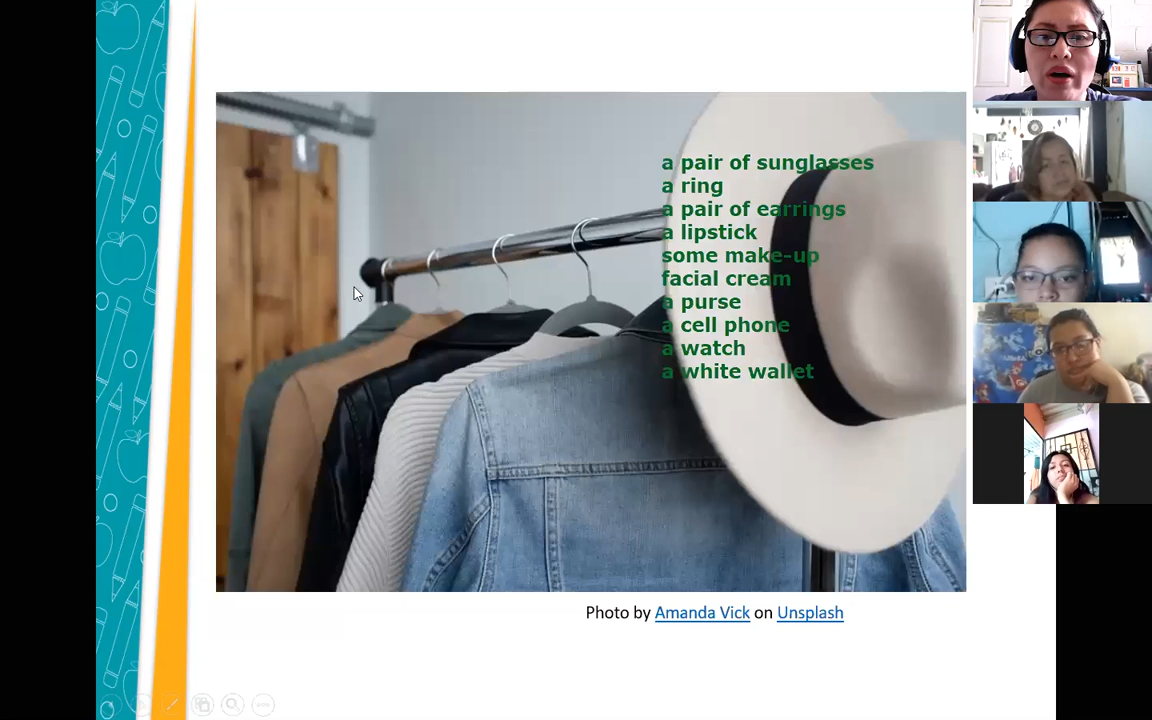 a pair of sunglasses
a ring
a pair of earrings
a lipstick
some make-up
facial cream
a purse
a cell phone
a watch
a white wallet
Photo by Amanda Vick on Unsplash